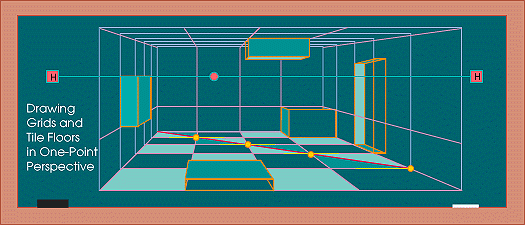 H
H
Drawing
Grids and
Tile Floors
in One-Point
Perspective